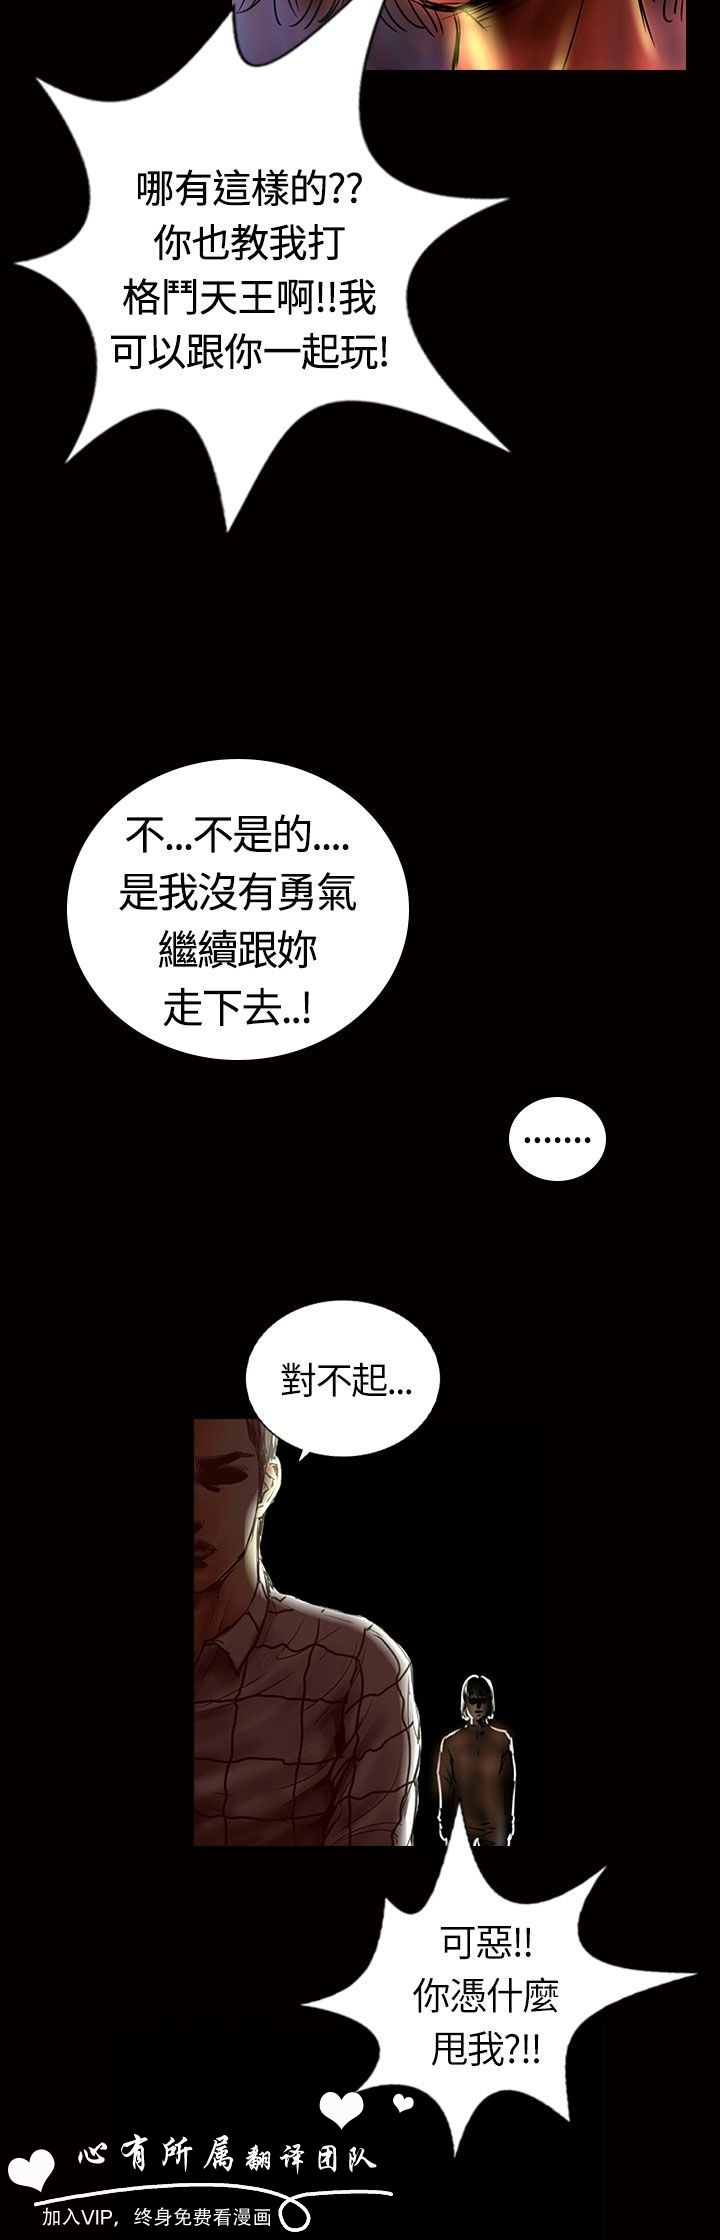 哪有這樣的??
你也教我打
格鬥天王啊!!我
可以跟你一起玩!
不...不是的....
是我沒有勇氣
繼續跟妳
走下去..!
.......
對不起...
可惡!!
你憑什麼
甩我?!!
心有所属翻译团队
加入VIP，终身免费看漫画